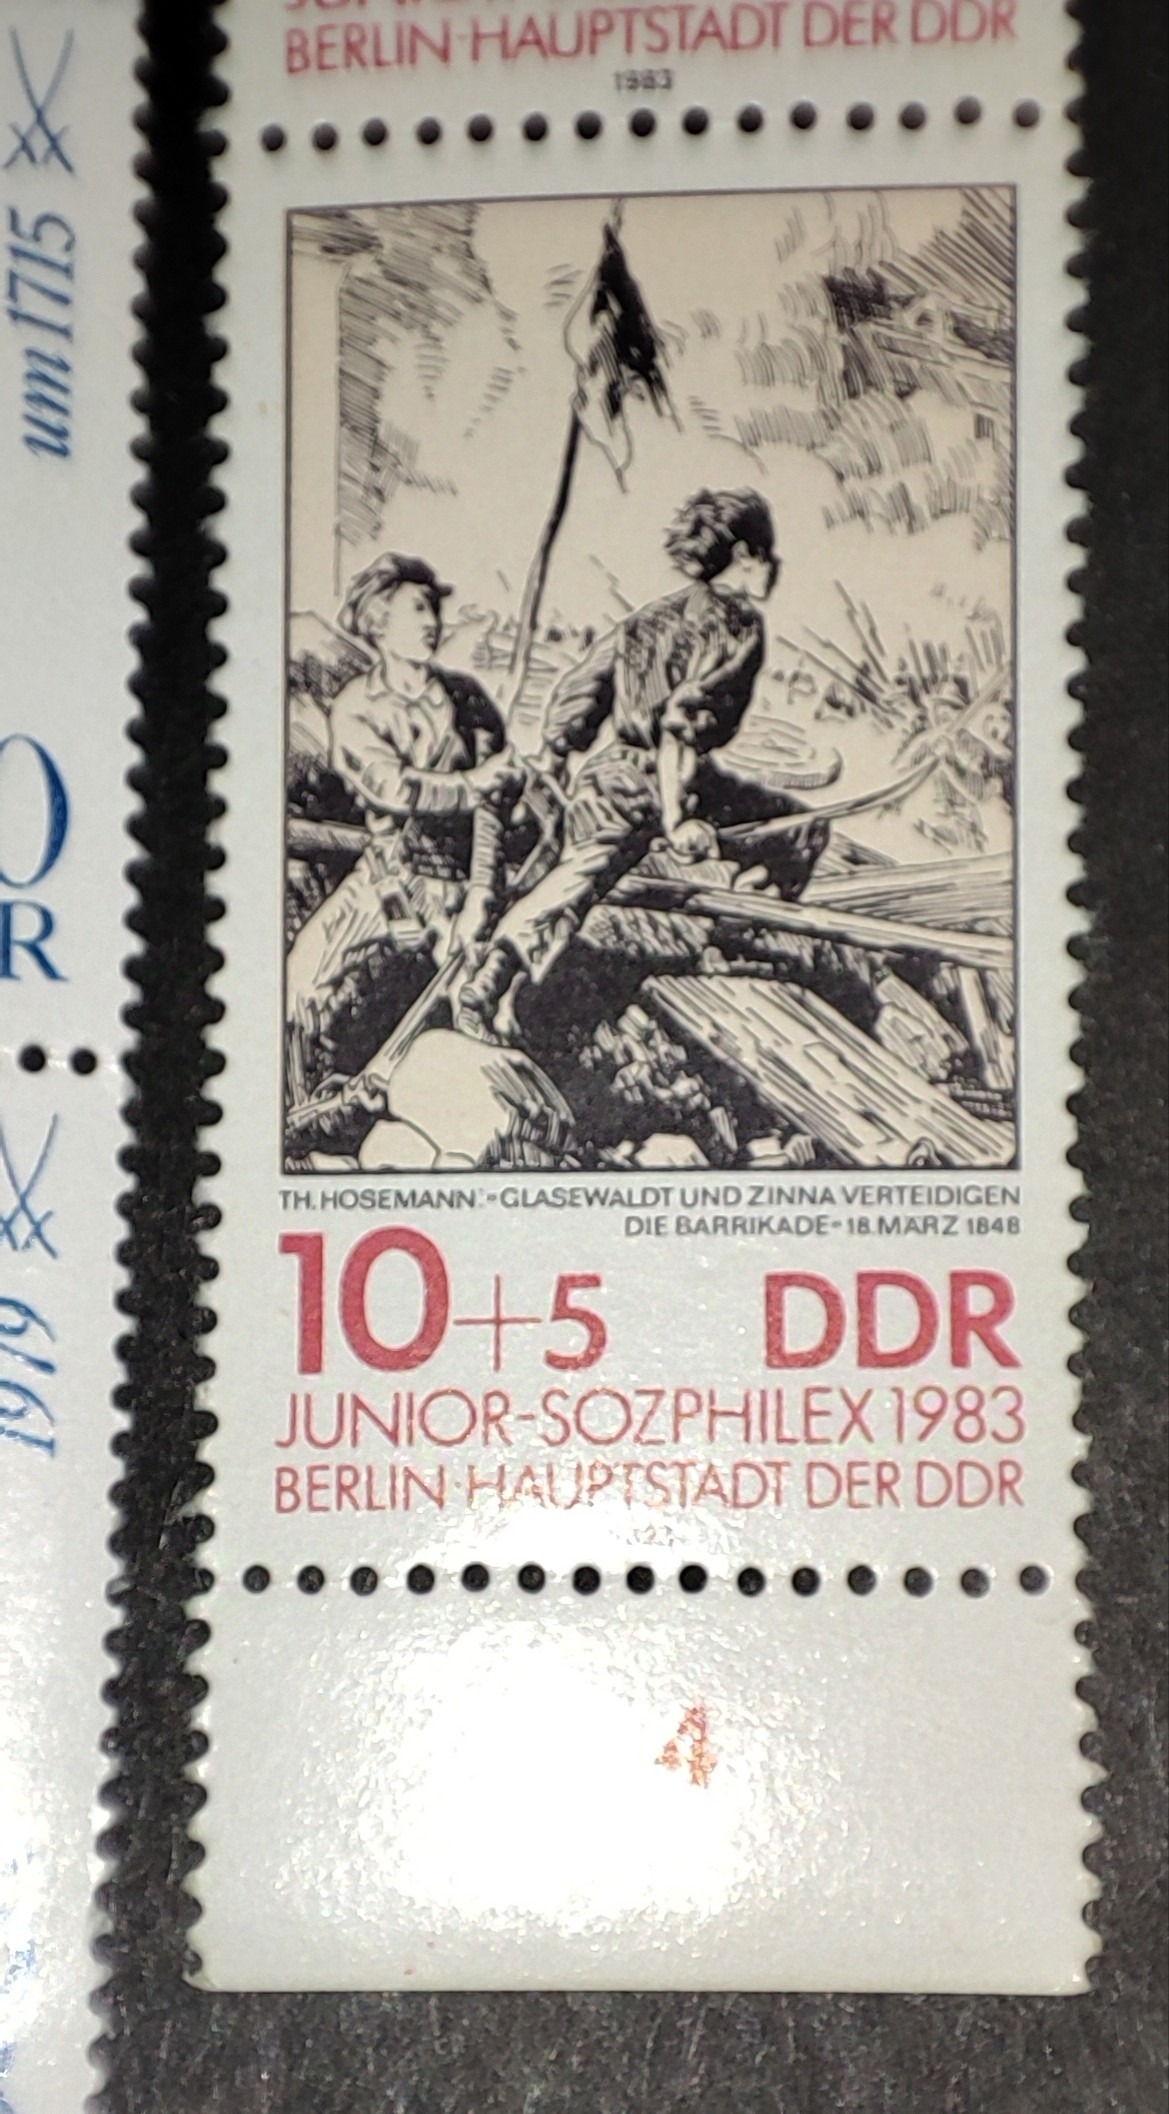 BERLIN·HAUPTSTADT DER DDR
1983
um 1715
R
1979
TH. HOSEMANN: »GLASEWALDT UND ZINNA VERTEIDIGEN
DIE BARRIKADE« 18. MÄRZ 1848
10+5 DDR
JUNIOR-SOZPHILEX 1983
BERLIN·HAUPTSTADT DER DDR
4